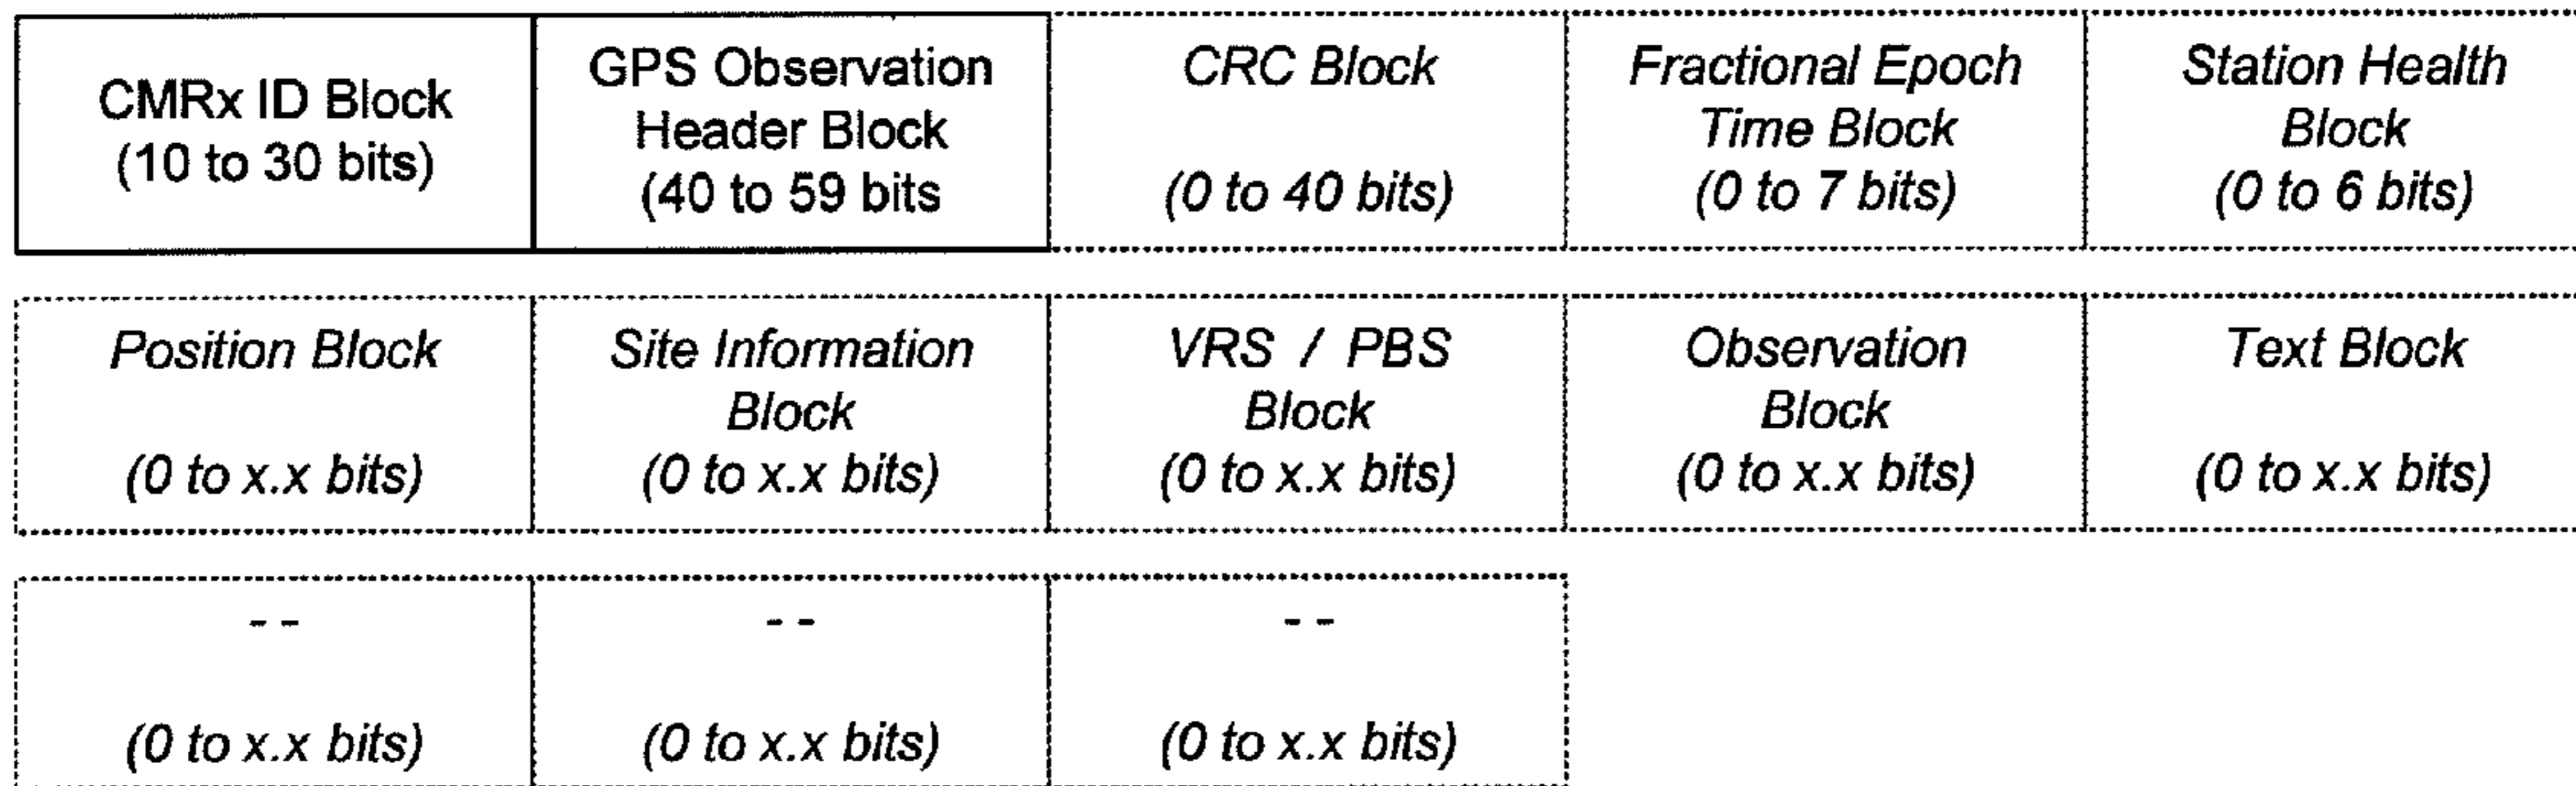 CMRx ID Block
(10 to 30 bits)
GPS Observation
Header Block
(40 to 59 bits
CRC Block
(0 to 40 bits)
Fractional Epoch
Time Block
(0 to 7 bits)
Station Health
Block
(0 to 6 bits)
Position Block
(0 to x.x bits)
Site Information
Block
(0 to x.x bits)
VRS / PBS
Block
(0 to x.x bits)
Observation
Block
(0 to x.x bits)
Text Block
(0 to x.x bits)
- -
(0 to x.x bits)
- -
(0 to x.x bits)
- -
(0 to x.x bits)